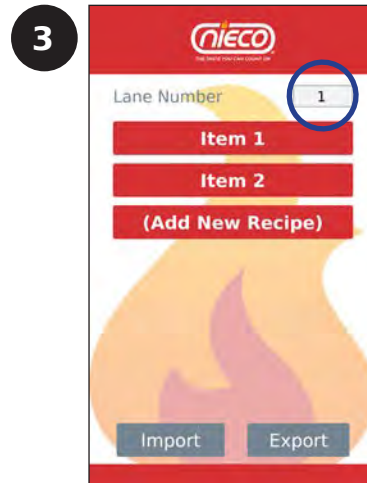 3
NIECO
THE TASTE YOU CAN COUNT ON
Lane Number 1
Item 1
Item 2
(Add New Recipe)
Import Export